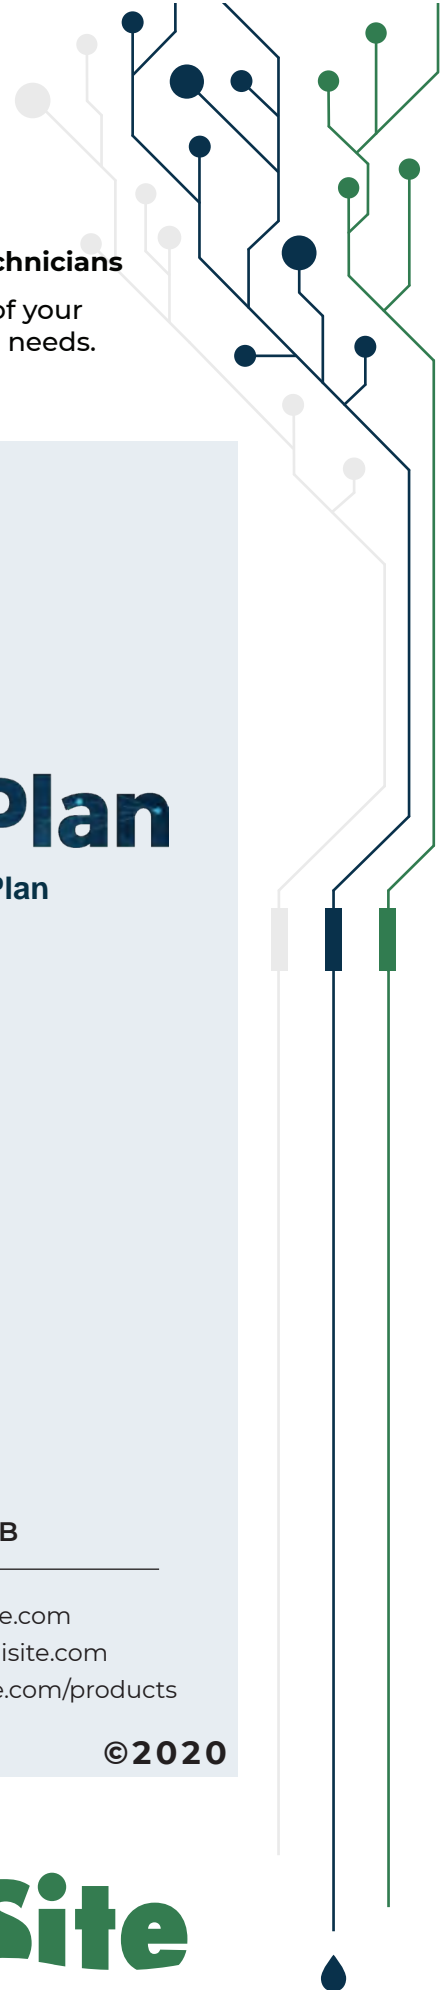 chnicians
of your
needs.
Plan
Plan
B
e.com
isite.com
e.com/products
©2020
Site